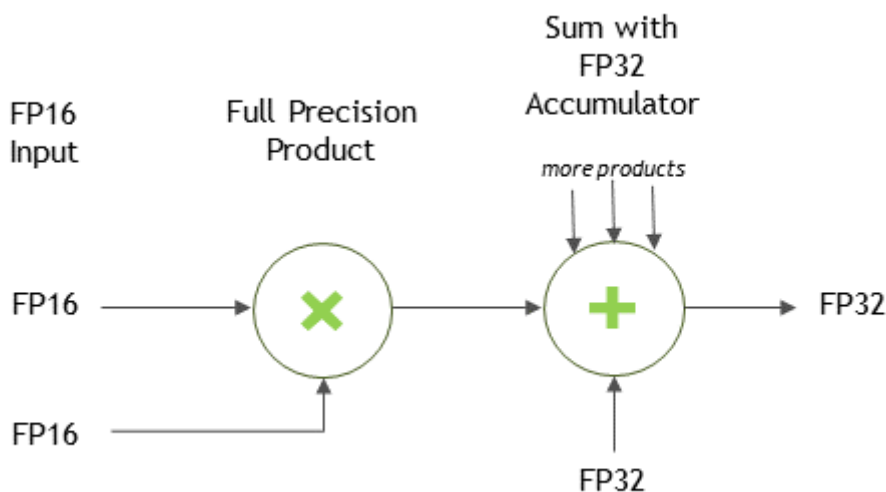 FP16
Input
Full Precision
Product
Sum with
FP32
Accumulator
more products
FP16
FP32
FP16
FP32